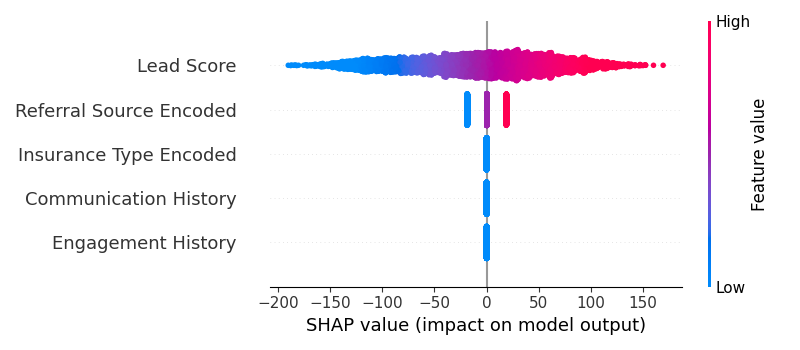 High
Lead Score
Referral Source Encoded
Insurance Type Encoded
Communication History
Engagement History
Feature value
Low
−200 −150 −100 −50 0 50 100 150
SHAP value (impact on model output)